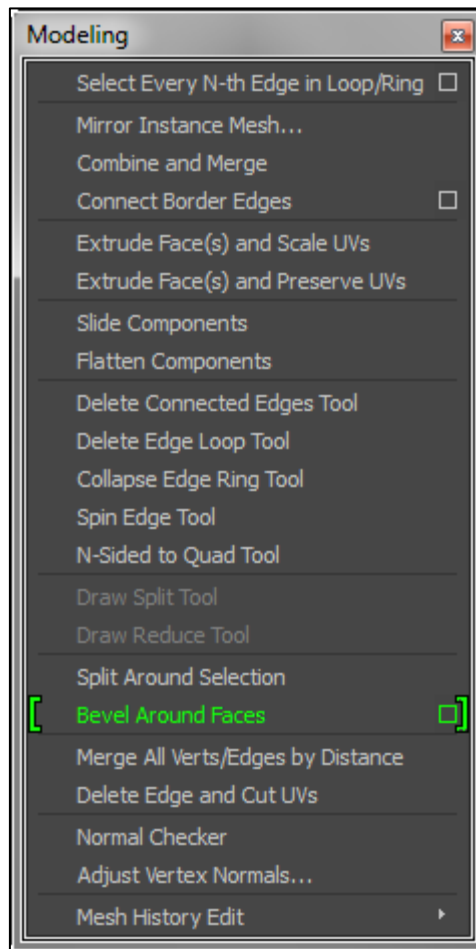 Modeling
Select Every N-th Edge in Loop/Ring
Mirror Instance Mesh...
Combine and Merge
Connect Border Edges
Extrude Face(s) and Scale UVs
Extrude Face(s) and Preserve UVs
Slide Components
Flatten Components
Delete Connected Edges Tool
Delete Edge Loop Tool
Collapse Edge Ring Tool
Spin Edge Tool
N-Sided to Quad Tool
Draw Split Tool
Draw Reduce Tool
Split Around Selection
Bevel Around Faces
Merge All Verts/Edges by Distance
Delete Edge and Cut UVs
Normal Checker
Adjust Vertex Normals...
Mesh History Edit